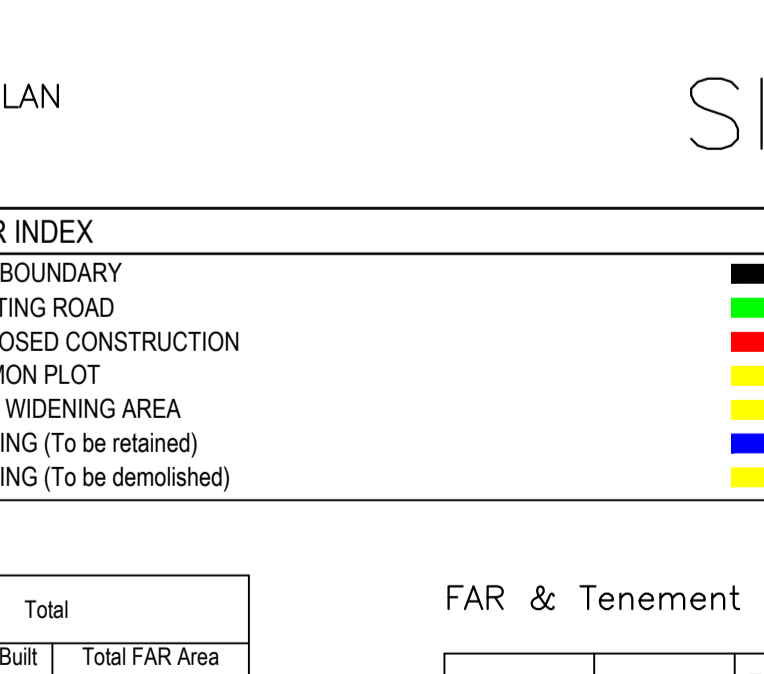 LAN
R INDEX
BOUNDARY
TING ROAD
OSED CONSTRUCTION
MON PLOT
WIDENING AREA
ING (To be retained)
ING (To be demolished)
Total
Built Total FAR Area
FAR & Tenement